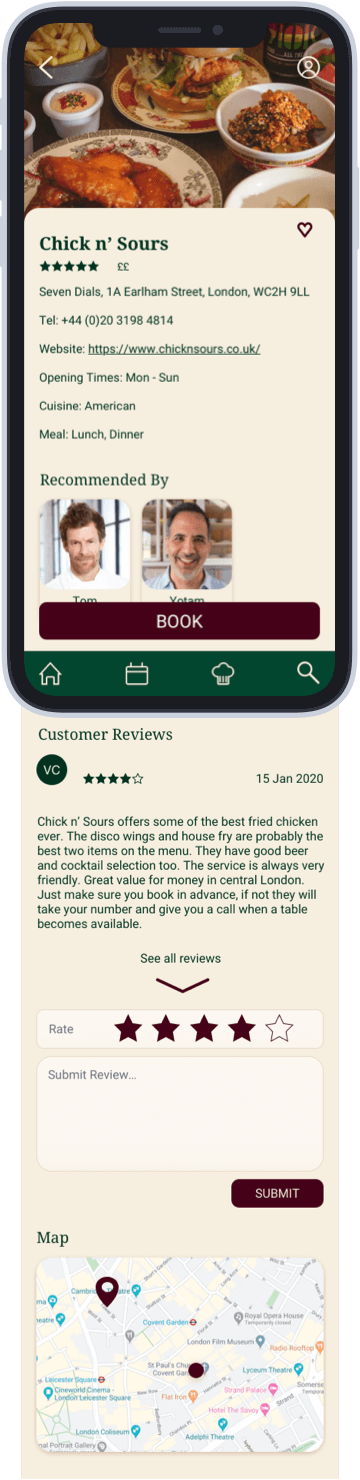 Chick n’ Sours
££
Seven Dials, 1A Earlham Street, London, WC2H 9LL
Tel: +44 (0)20 3198 4814
Website: https://www.chicknsours.co.uk/
Opening Times: Mon - Sun
Cuisine: American
Meal: Lunch, Dinner
Recommended By
Tom
Yotam
BOOK
Customer Reviews
VC
15 Jan 2020
Chick n’ Sours offers some of the best fried chicken
ever. The disco wings and house fry are probably the
best two items on the menu. They have good beer
and cocktail selection too. The service is always very
friendly. Great value for money in central London.
Just make sure you book in advance, if not they will
take your number and give you a call when a table
becomes available.
See all reviews
Rate
Submit Review...
SUBMIT
Map
Royal Opera House
Temporarily closed
Covent Garden
London Film Museum
Radio Rooftop
St Paul's
Lyceum Theatre
Leicester Square
Cineworld Cinema -
London Leicester Square
Flat Iron
Strand Palace
Strand
Hotel The Savoy
London Coliseum
Adelphi Theatre
Portrait Gallery